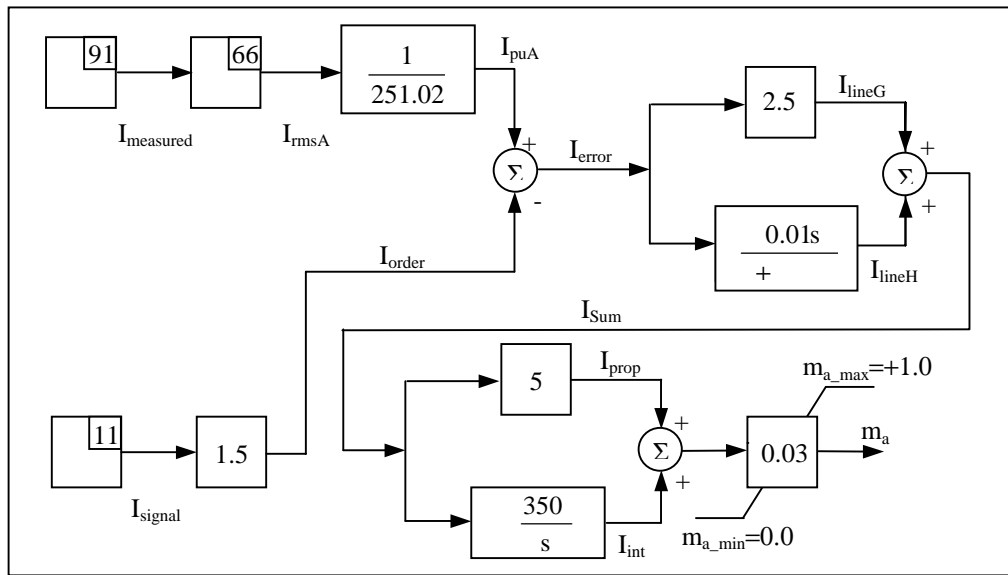 91
66
1
251.02
I_puA
I_measured
I_rmsA
+
Σ
-
I_error
2.5
I_lineG
+
Σ
+
0.01s
+
I_lineH
I_order
I_Sum
11
1.5
I_signal
5
I_prop
+
Σ
+
350
s
I_int
0.03
m_a_max=+1.0
m_a
m_a_min=0.0